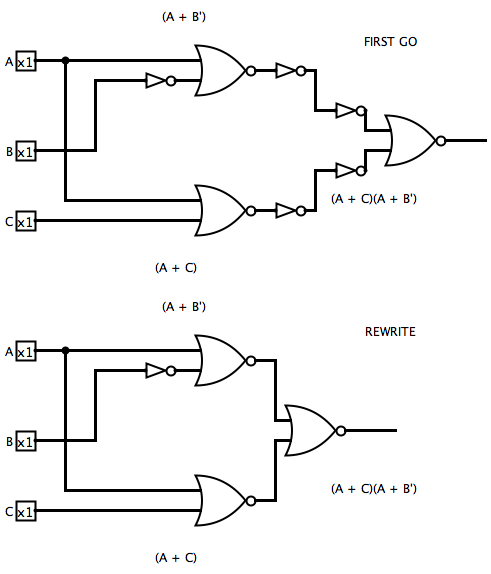 (A + B')
FIRST GO
A x1
B x1
C x1
(A + C)(A + B')
(A + C)
(A + B')
REWRITE
A x1
B x1
(A + C)(A + B')
C x1
(A + C)